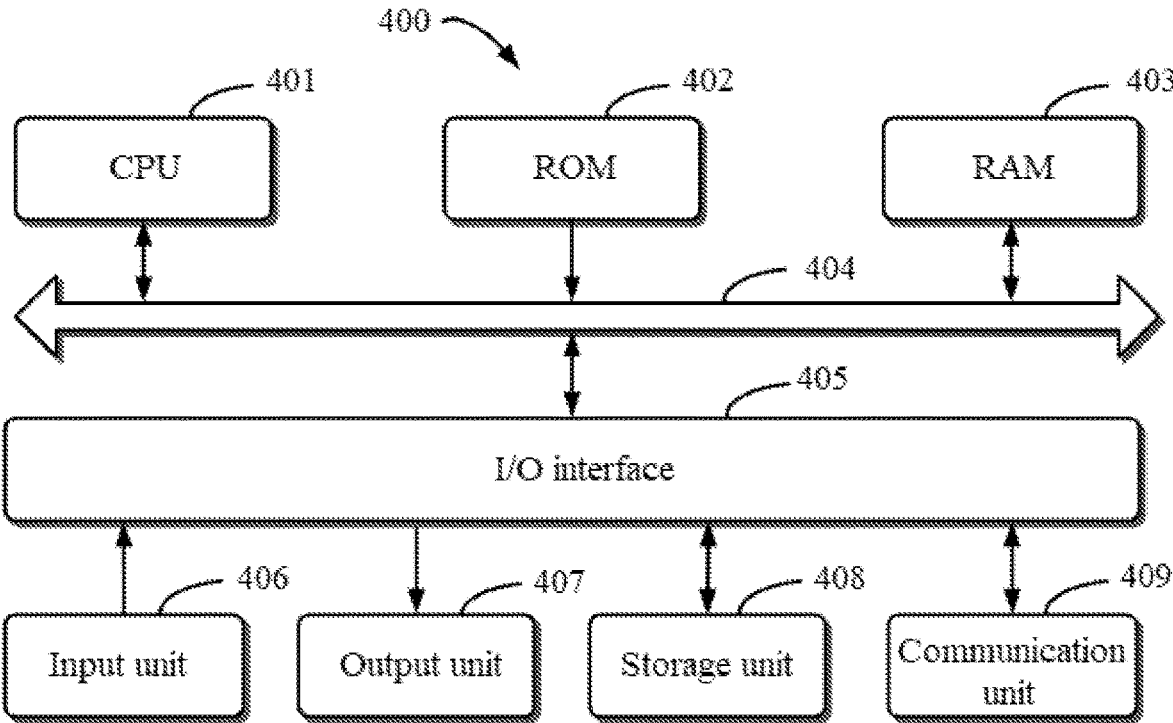 400
401
402
403
CPU
ROM
RAM
404
405
I/O interface
406
407
408
409
Input unit
Output unit
Storage unit
Communication
unit